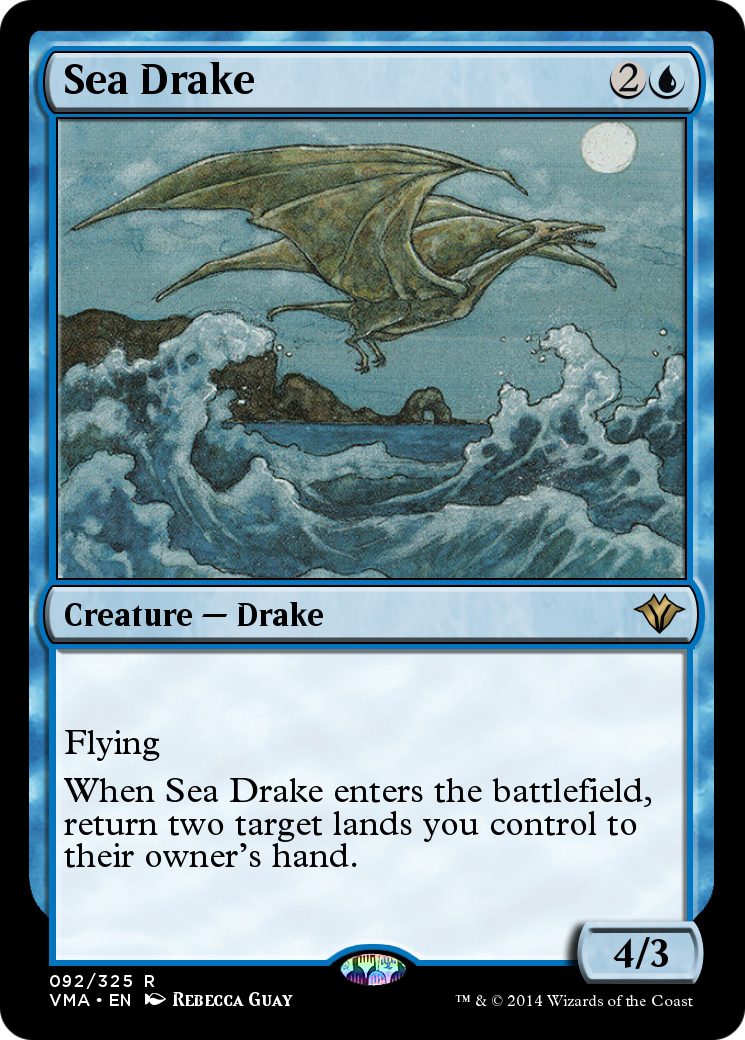 Sea Drake 2
Creature — Drake
Flying
When Sea Drake enters the battlefield,
return two target lands you control to
their owner's hand.
4/3
092/325 R
VMA • EN Rebecca Guay
™ & © 2014 Wizards of the Coast